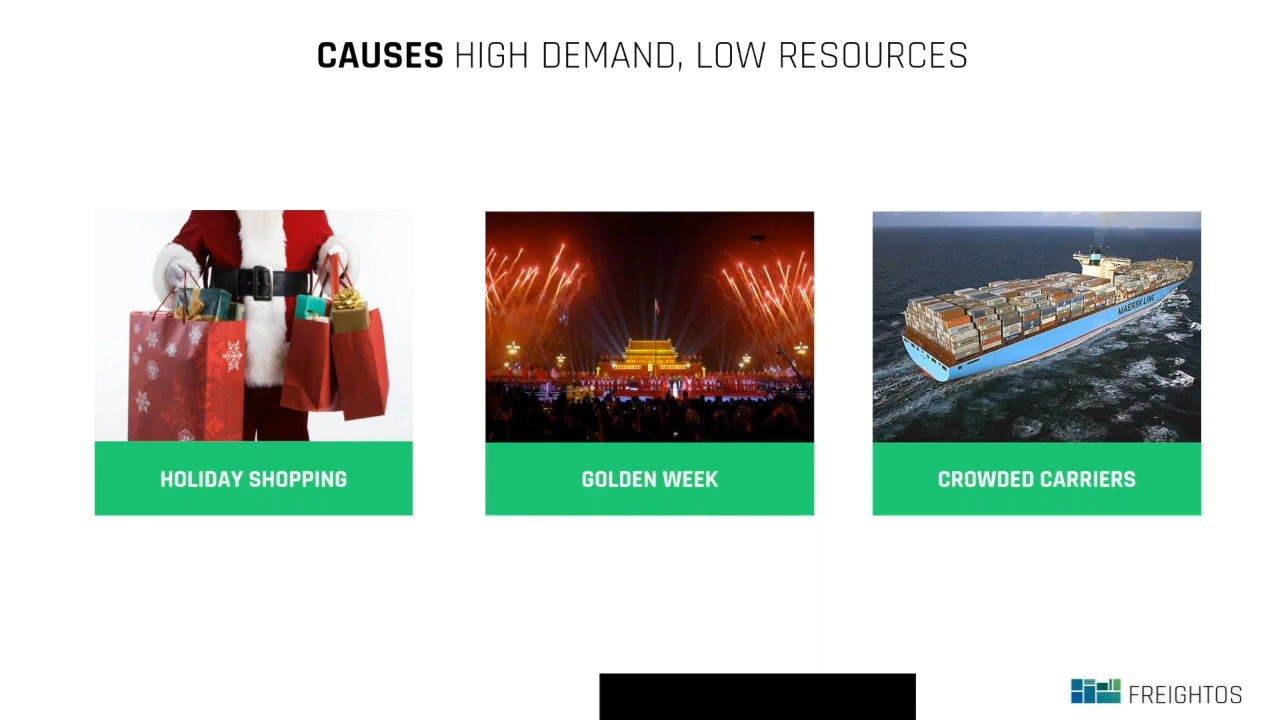 CAUSES HIGH DEMAND, LOW RESOURCES
MAERSK LINE
HOLIDAY SHOPPING
GOLDEN WEEK
CROWDED CARRIERS
FREIGHTOS